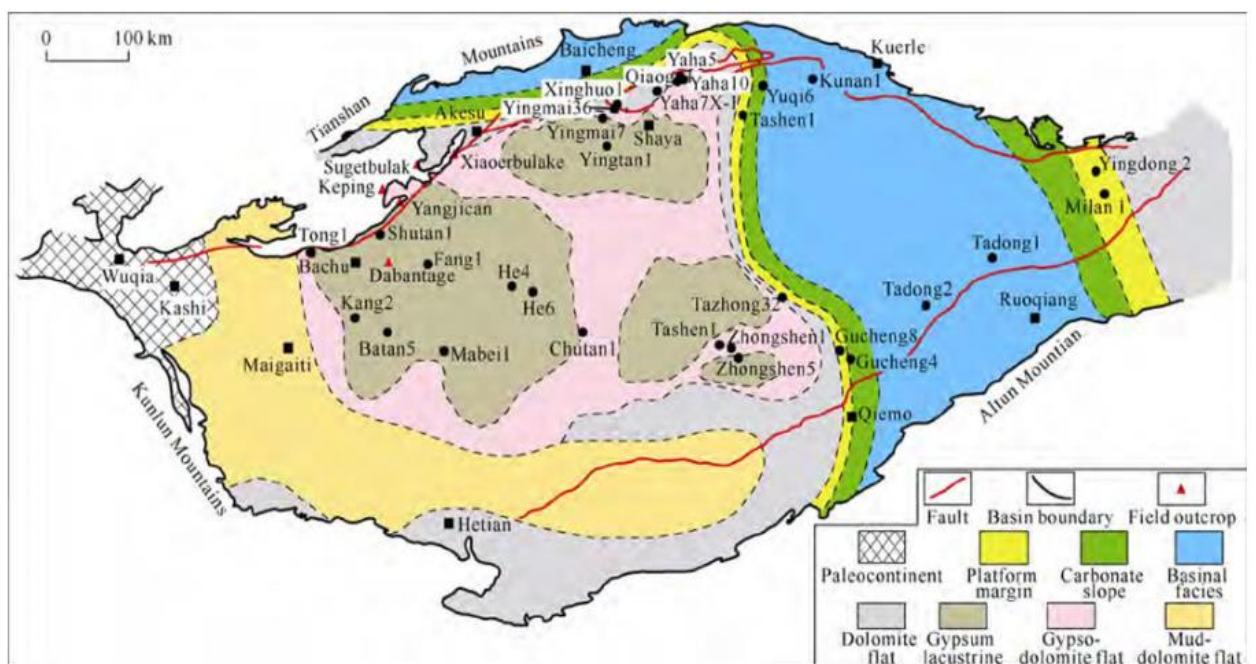 0 100 km
Mountains
Baicheng
Kuerle
Yaha5
Qiaog
Yaha10
Kunan1
Xinghuo1
Yaha7X-1
Yuqi6
Tianshan
Yingmai36
Akesu
Tashen1
Yingmai7
Shaya
Yingtan1
Sugetbulak
Xiaoerbulake
Yingdong 2
Keping
Milan 1
Yangjican
Tong1
Shutan1
Tadong1
Wuqia
Bachu
Dabantage
Fang1
Kashi
He4
He6
Tazhong32
Tadong2
Ruoqiang
Kang2
Tashen1
Zhongshen1
Gucheng8
Batan5
Mabei1
Chutan1
Maigaiti
Zhongshen5
Gucheng4
Kunlun Mountains
Altun Mountian
Qiemo
Hetian
Fault
Basin boundary
Field outcrop
Paleocontinent
Platform
margin
Carbonate
slope
Basinal
facies
Dolomite
flat
Gypsum
lacustrine
Gypso-
dolomite flat
Mud-
dolomite flat